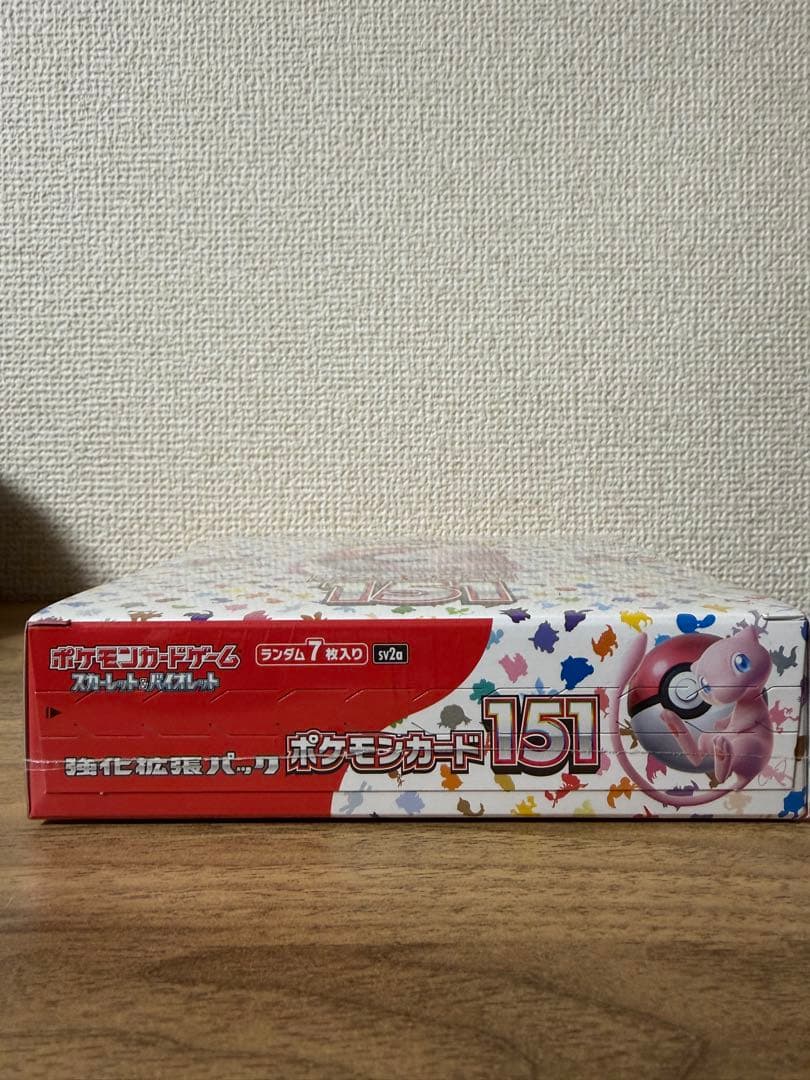 151
ポケモンカードゲーム
スカーレット&バイオレット
ランダム7枚入り
sv2a
強化拡張パック
ポケモンカード151